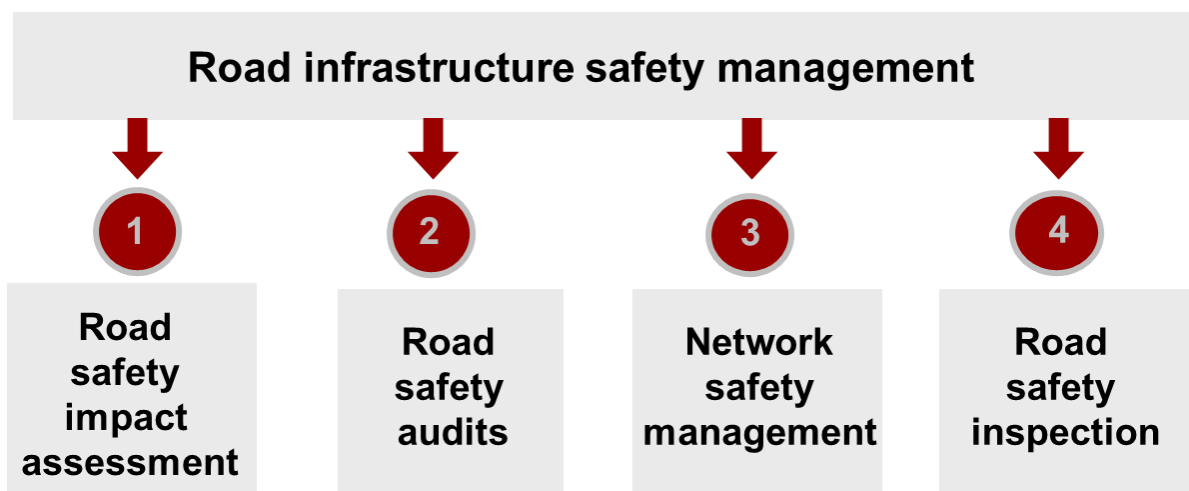 Road infrastructure safety management
1
2
3
4
Road
safety
impact
assessment
Road
safety
audits
Network
safety
management
Road
safety
inspection